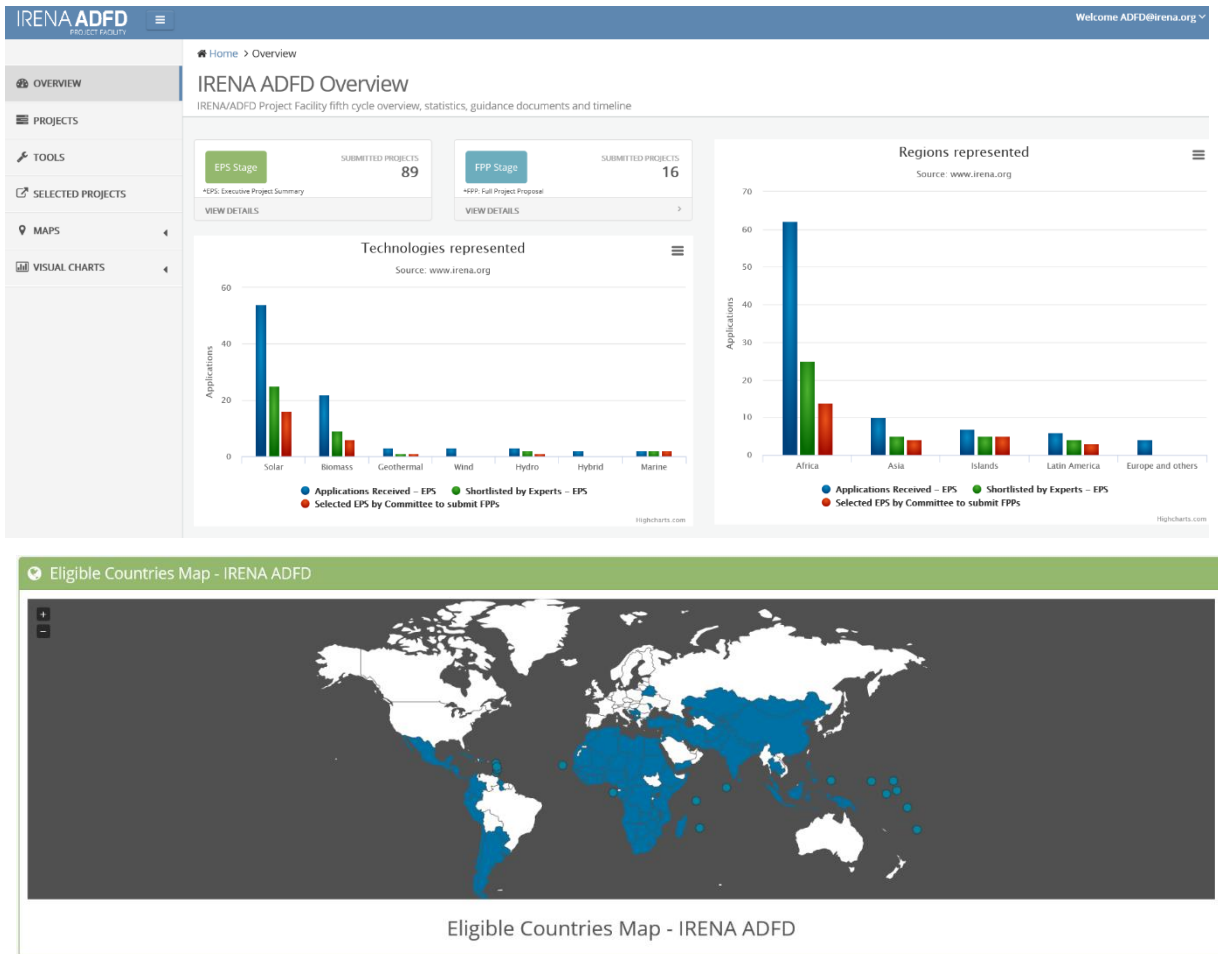 IRENA ADFD
PROJECT FACILITY
Welcome ADFD@irena.org
Home > Overview
OVERVIEW
PROJECTS
TOOLS
SELECTED PROJECTS
MAPS
VISUAL CHARTS
IRENA ADFD Overview
IRENA/ADFD Project Facility fifth cycle overview, statistics, guidance documents and timeline
EPS Stage
SUBMITTED PROJECTS
89
*EPS: Executive Project Summary
VIEW DETAILS
FPP Stage
SUBMITTED PROJECTS
16
*FPP: Full Project Proposal
VIEW DETAILS >
Technologies represented
Source: www.irena.org
60
40
20
0
Applications
Solar Biomass Geothermal Wind Hydro Hybrid Marine
Applications Received – EPS Shortlisted by Experts – EPS
Selected EPS by Committee to submit FPPs
Highcharts.com
Regions represented
Source: www.irena.org
70
60
50
40
30
20
10
0
Applications
Africa Asia Islands Latin America Europe and others
Applications Received – EPS Shortlisted by Experts – EPS
Selected EPS by Committee to submit FPPs
Highcharts.com
Eligible Countries Map - IRENA ADFD
+
−
Eligible Countries Map - IRENA ADFD